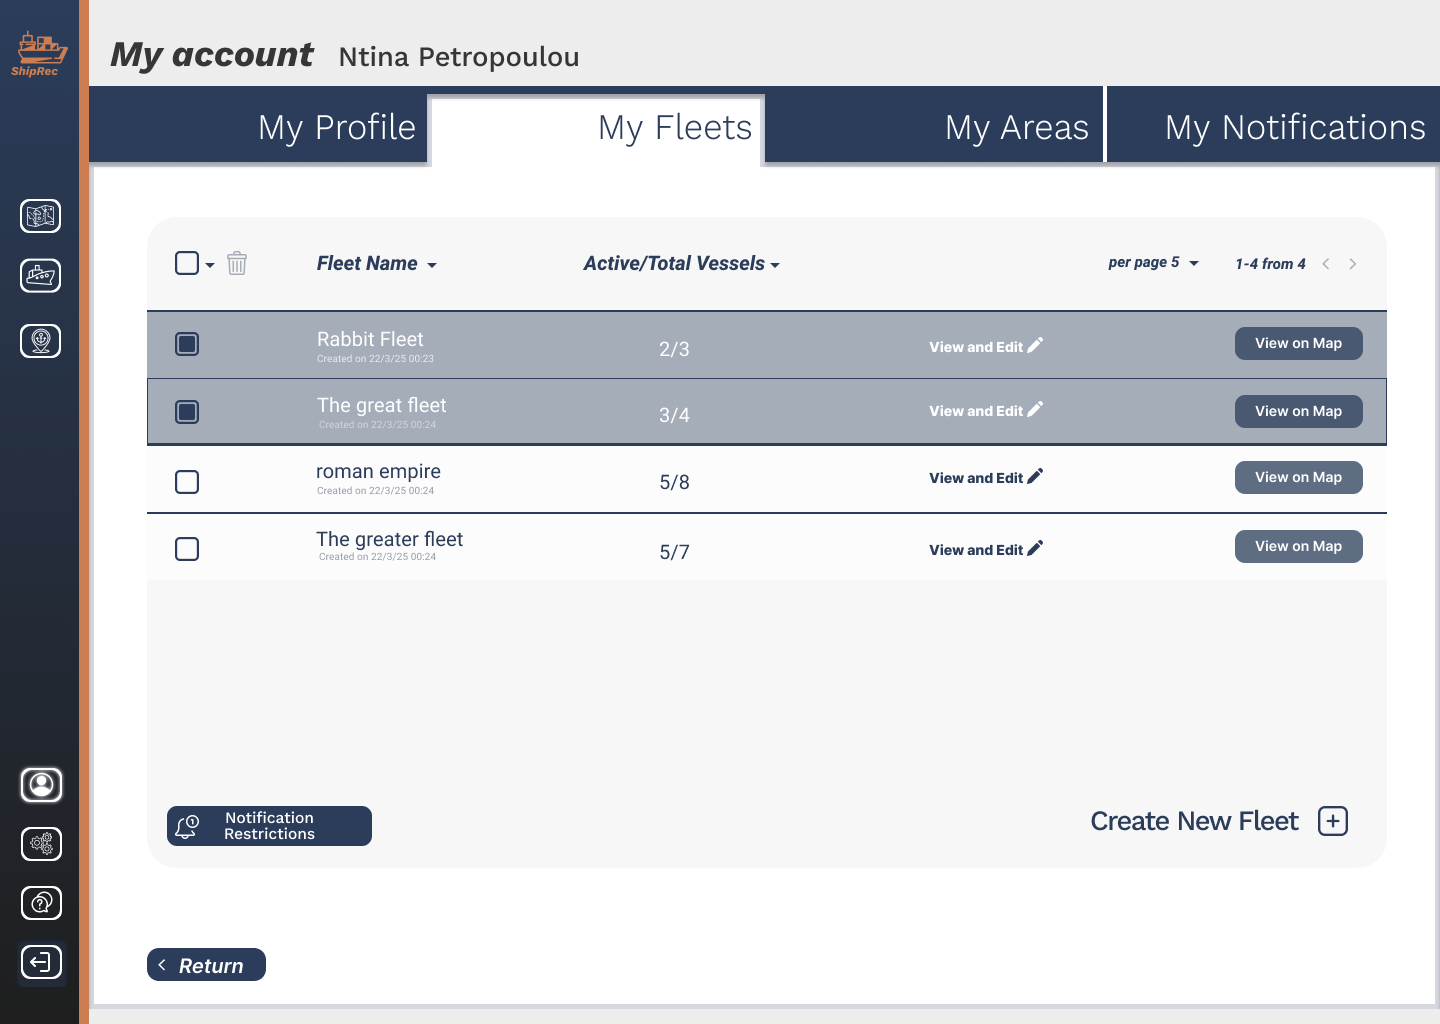 ShipRec
My account Ntina Petropoulou
My Profile My Fleets My Areas My Notifications
Fleet Name Active/Total Vessels per page 5 1-4 from 4
Rabbit Fleet 2/3 View and Edit View on Map
Created on 22/3/25 00:23
The great fleet 3/4 View and Edit View on Map
Created on 22/3/25 00:24
roman empire 5/8 View and Edit View on Map
Created on 22/3/25 00:24
The greater fleet 5/7 View and Edit View on Map
Created on 22/3/25 00:24
1 Notification
Restrictions
Create New Fleet +
< Return